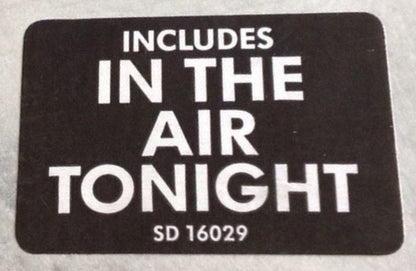 INCLUDES
IN THE
AIR
TONIGHT
SD 16029